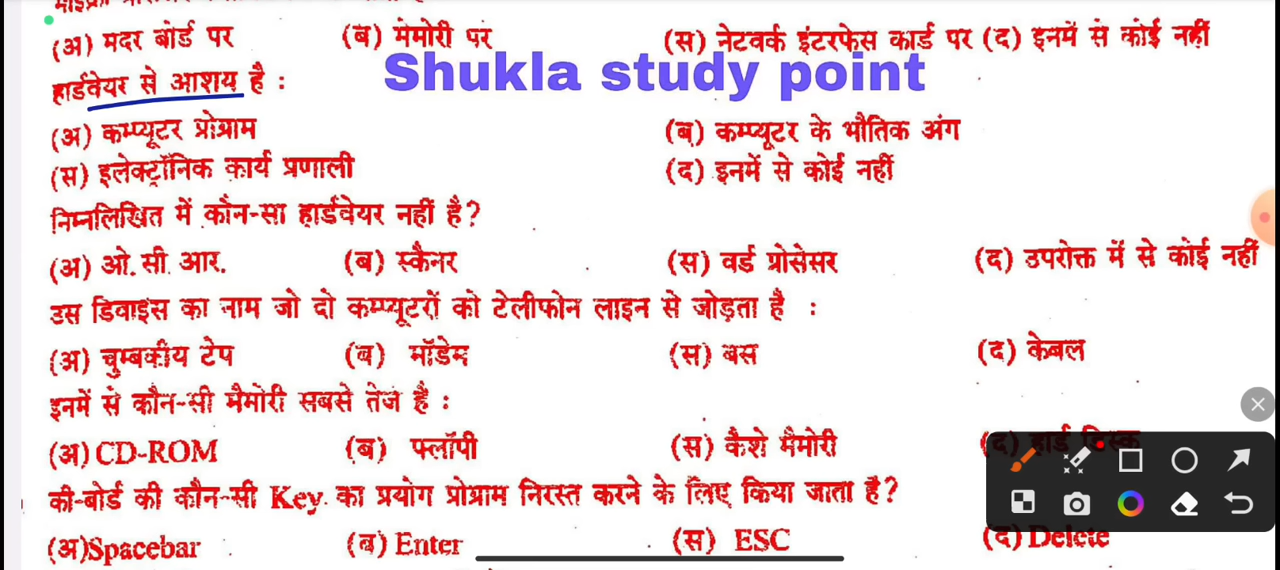 (अ) मदर बोर्ड पर (ब) मेमोरी पर (स) नेटवर्क इंटरफेस कार्ड पर (द) इनमें से कोई नहीं
Shukla study point
हार्डवेयर से आशय है :
(अ) कम्प्यूटर प्रोग्राम (ब) कम्प्यूटर के भौतिक अंग
(स) इलेक्ट्रॉनिक कार्य प्रणाली (द) इनमें से कोई नहीं
निम्नलिखित में कौन-सा हार्डवेयर नहीं है?
(अ) ओ. सी. आर. (ब) स्कैनर (स) वर्ड प्रोसेसर (द) उपरोक्त में से कोई नहीं
उस डिवाइस का नाम जो दो कम्प्यूटरों को टेलीफोन लाइन से जोड़ता है :
(अ) चुम्बकीय टेप (ब) मॉडेम (स) बस (द) केबल
इनमें से कौन-सी मैमोरी सबसे तेज हैं :
(अ) CD-ROM (ब) फ्लॉपी (स) कैशे मैमोरी (द) हार्ड डिस्क
की-बोर्ड की कौन-सी Key. का प्रयोग प्रोग्राम निरस्त करने के लिए किया जाता है?
(अ)Spacebar (ब) Enter (स) ESC (द) Delete